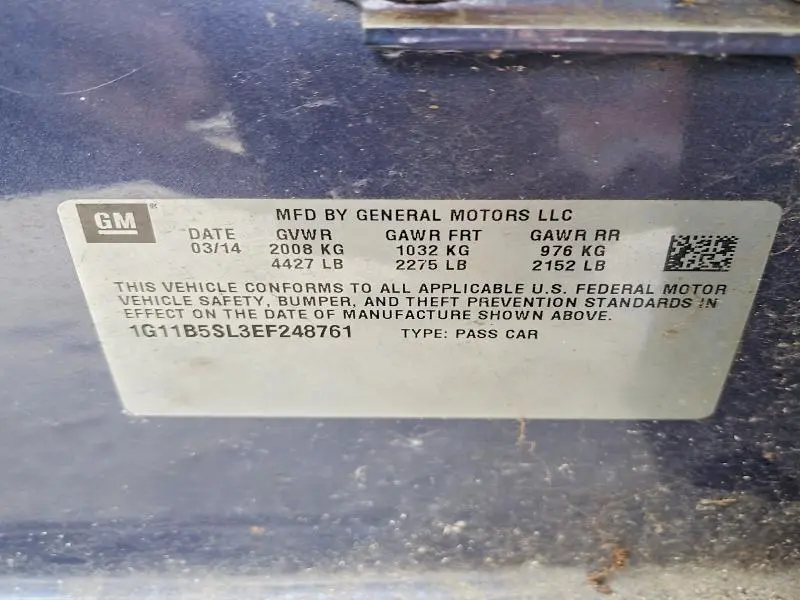 GM® MFD BY GENERAL MOTORS LLC
DATE GVWR GAWR FRT GAWR RR
03/14 2008 KG 1032 KG 976 KG
4427 LB 2275 LB 2152 LB
THIS VEHICLE CONFORMS TO ALL APPLICABLE U.S. FEDERAL MOTOR
VEHICLE SAFETY, BUMPER, AND THEFT PREVENTION STANDARDS IN
EFFECT ON THE DATE OF MANUFACTURE SHOWN ABOVE.
1G11B5SL3EF248761 TYPE: PASS CAR